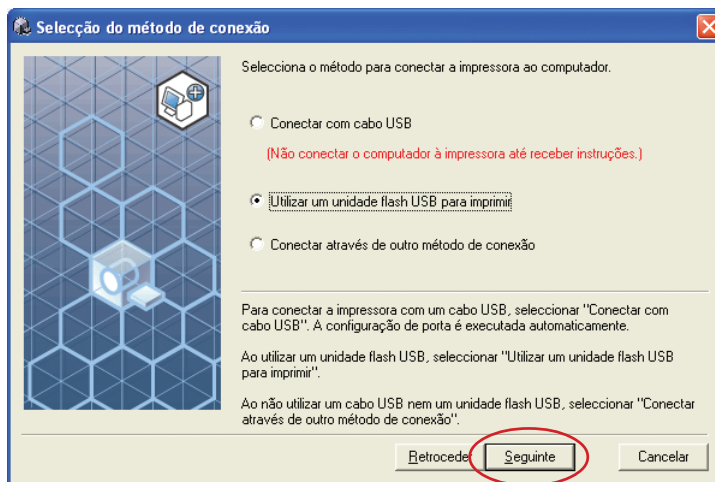 Selecção do método de conexão
Selecciona o método para conectar a impressora ao computador.
Conectar com cabo USB
(Não conectar o computador à impressora até receber instruções.)
Utilizar um unidade flash USB para imprimir
Conectar através de outro método de conexão
Para conectar a impressora com um cabo USB, seleccionar "Conectar com
cabo USB". A configuração de porta é executada automaticamente.
Ao utilizar um unidade flash USB, seleccionar "Utilizar um unidade flash USB
para imprimir".
Ao não utilizar um cabo USB nem um unidade flash USB, seleccionar "Conectar
através de outro método de conexão".
Retroceder Seguinte Cancelar